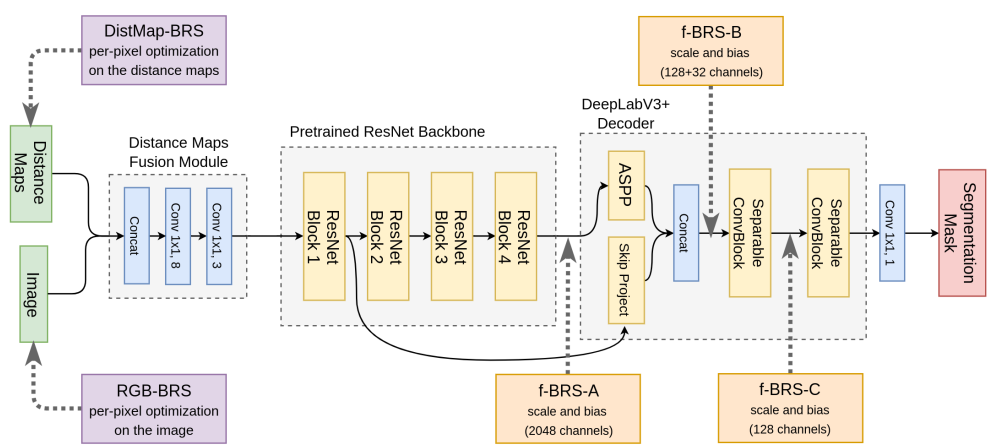 DistMap-BRS
per-pixel optimization
on the distance maps
f-BRS-B
scale and bias
(128+32 channels)
Distance
Maps
Image
Distance Maps
Fusion Module
Concat
Conv 1x1, 8
Conv 1x1, 3
Pretrained ResNet Backbone
ResNet
Block 1
ResNet
Block 2
ResNet
Block 3
ResNet
Block 4
DeepLabV3+
Decoder
ASPP
Skip Project
Concat
Separable
ConvBlock
Separable
ConvBlock
Conv 1x1, 1
Segmentation
Mask
RGB-BRS
per-pixel optimization
on the image
f-BRS-A
scale and bias
(2048 channels)
f-BRS-C
scale and bias
(128 channels)